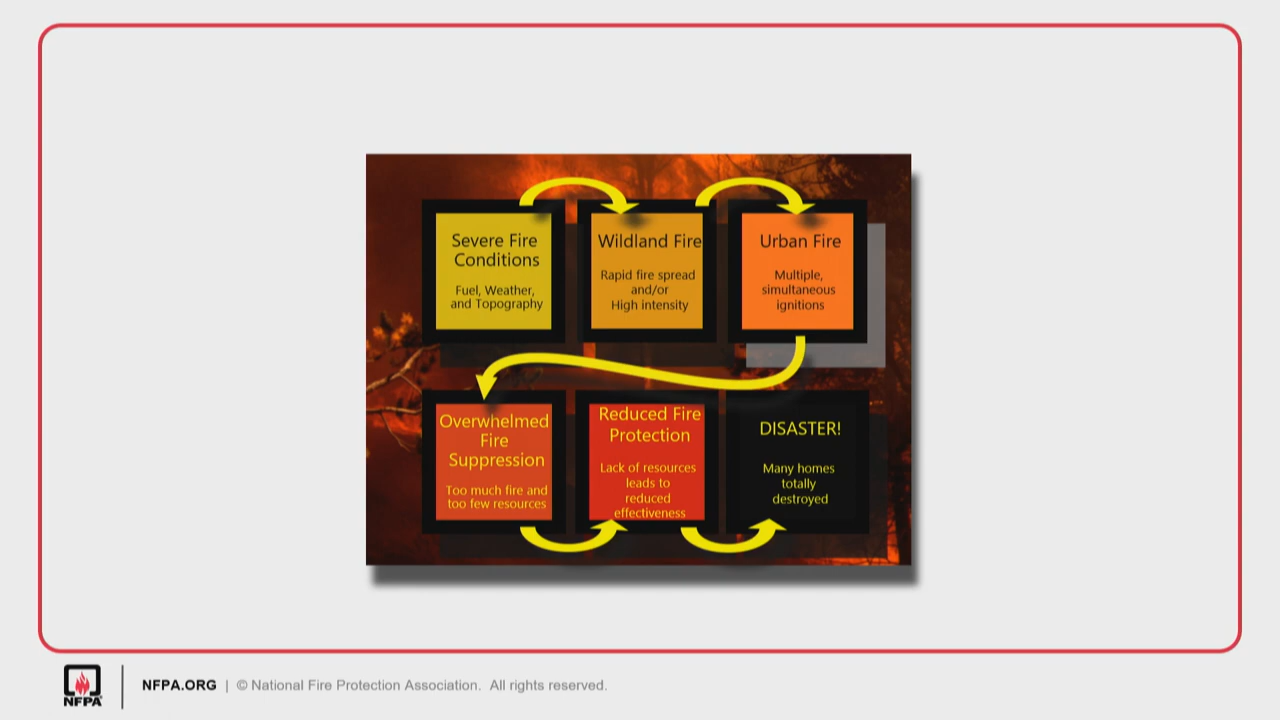 Severe Fire
Conditions
Fuel, Weather,
and Topography
Wildland Fire
Rapid fire spread
and/or
High intensity
Urban Fire
Multiple,
simultaneous
ignitions
Overwhelmed
Fire
Suppression
Too much fire and
too few resources
Reduced Fire
Protection
Lack of resources
leads to
reduced
effectiveness
DISASTER!
Many homes
totally
destroyed
NFPA
NFPA.ORG | © National Fire Protection Association. All rights reserved.